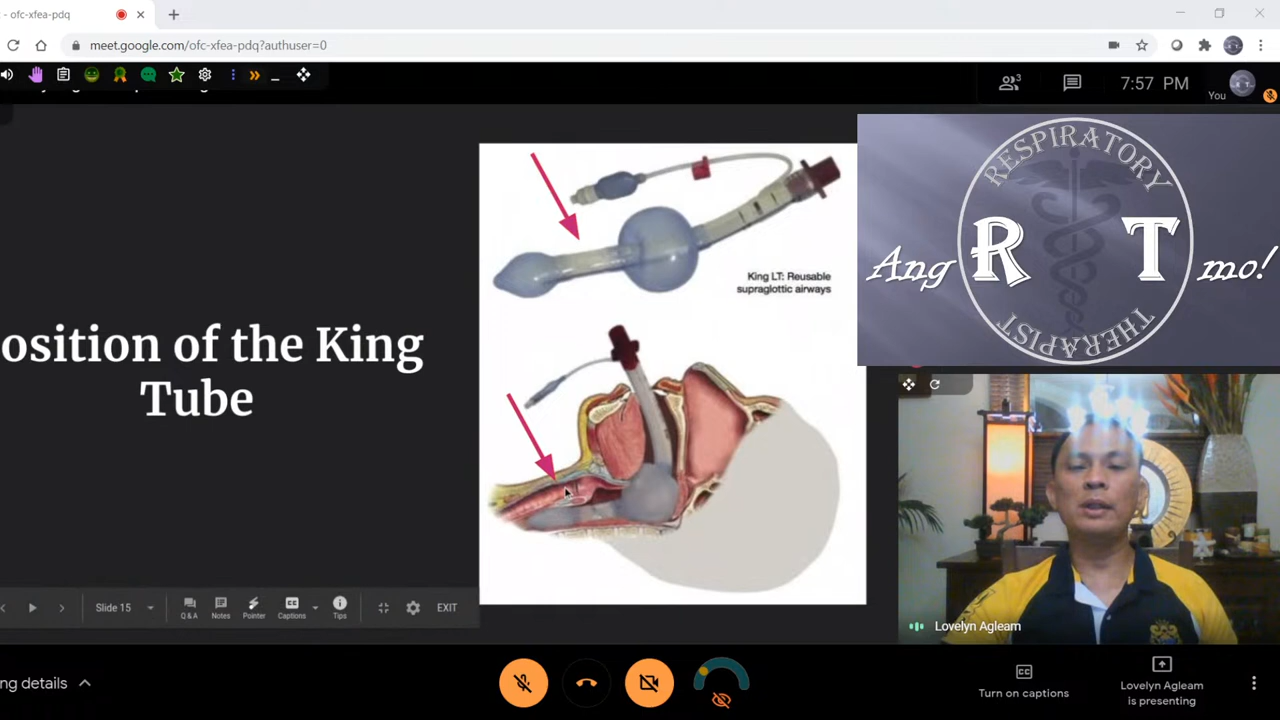 - ofc-xfea-pdq
meet.google.com/ofc-xfea-pdq?authuser=0
3
7:57 PM
You
RESPIRATORY
Ang RT mo!
THERAPIST
King LT: Reusable
supraglottic airways
osition of the King
Tube
Slide 15
Q & A
Notes
Pointer
Captions
Tips
EXIT
Lovelyn Agleam
ng details
Turn on captions
Lovelyn Agleam
is presenting